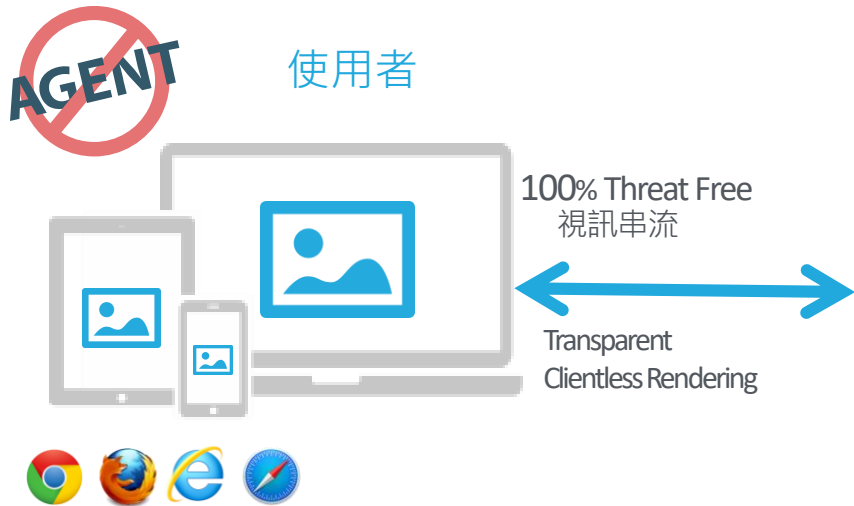 AGENT
使用者
100% Threat Free
視訊串流
Transparent
Clientless Rendering